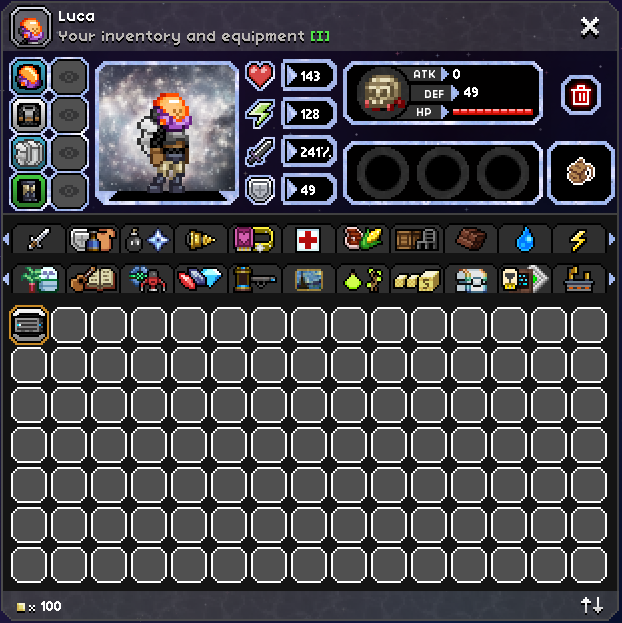 Luca
Your inventory and equipment [I]
143
128
241%
49
ATK 0
DEF 49
HP
S
x 100